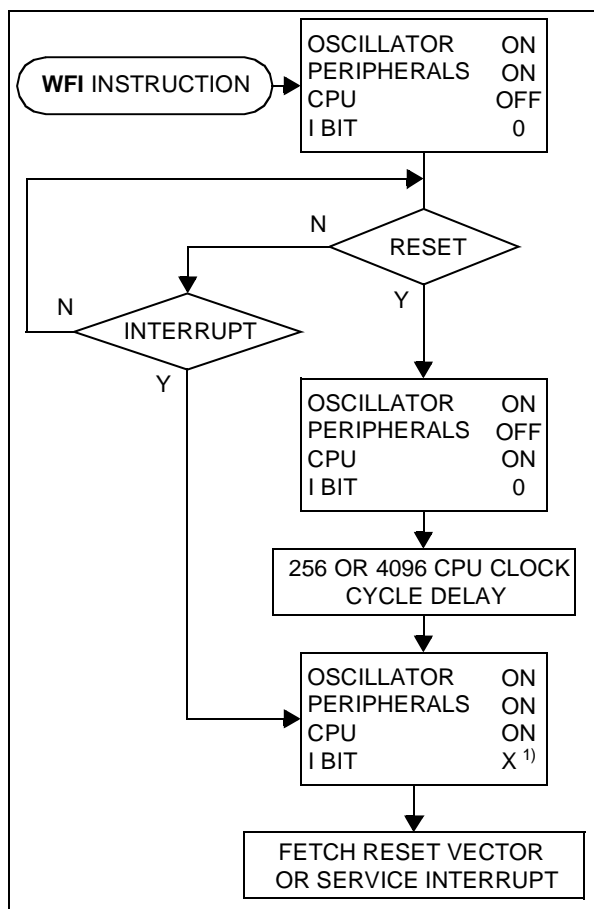 WFI INSTRUCTION
OSCILLATOR ON
PERIPHERALS ON
CPU OFF
I BIT 0
RESET
N
Y
INTERRUPT
N
Y
OSCILLATOR ON
PERIPHERALS OFF
CPU ON
I BIT 0
256 OR 4096 CPU CLOCK
CYCLE DELAY
OSCILLATOR ON
PERIPHERALS ON
CPU ON
I BIT X 1)
FETCH RESET VECTOR
OR SERVICE INTERRUPT